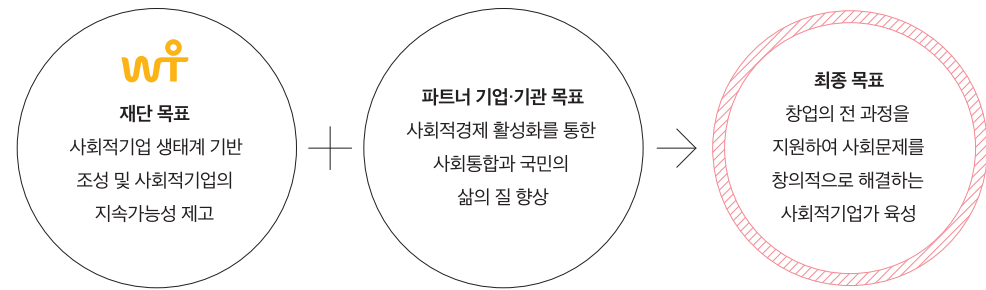 재단 목표
사회적기업 생태계 기반
조성 및 사회적기업의
지속가능성 제고
파트너 기업·기관 목표
사회적경제 활성화를 통한
사회통합과 국민의
삶의 질 향상
최종 목표
창업의 전 과정을
지원하여 사회문제를
창의적으로 해결하는
사회적기업가 육성